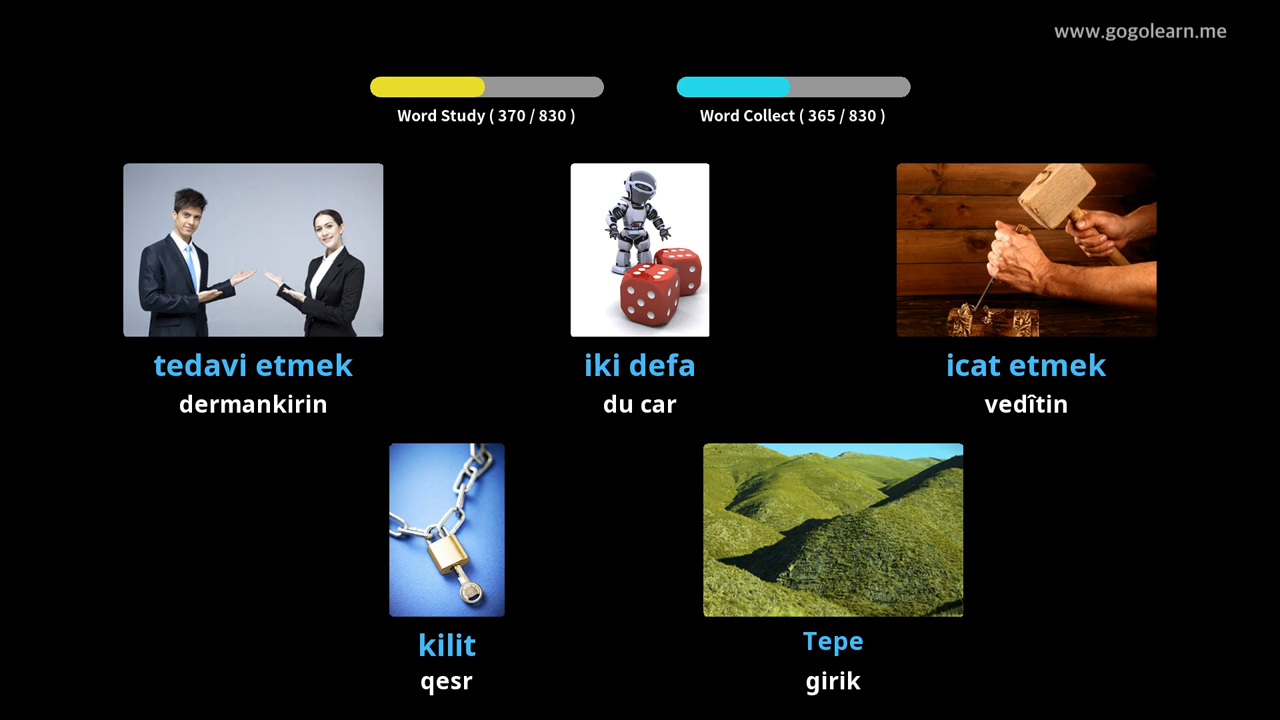 www.gogolearn.me
Word Study ( 370 / 830 )
Word Collect ( 365 / 830 )
tedavi etmek
dermankirin
iki defa
du car
icat etmek
vedîtin
kilit
qesr
Tepe
girik